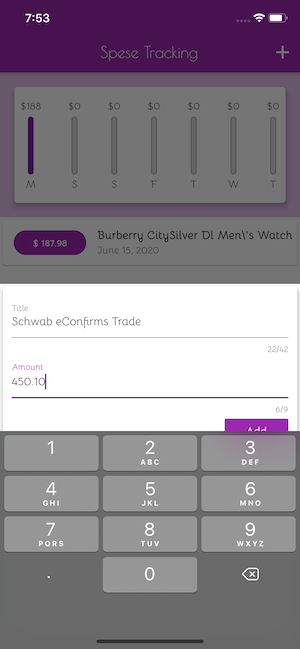 7:53
Spese Tracking +
$188 $0 $0 $0 $0 $0 $0
M S S F T W T
$ 187.98 Burberry CitySilver Dl Men\'s Watch
June 15, 2020
Title
Schwab eConfirms Trade
22/42
Amount
450.10
6/9
Add
1 2 3
ABC DEF
4 5 6
GHI JKL MNO
7 8 9
PQRS TUV WXYZ
. 0